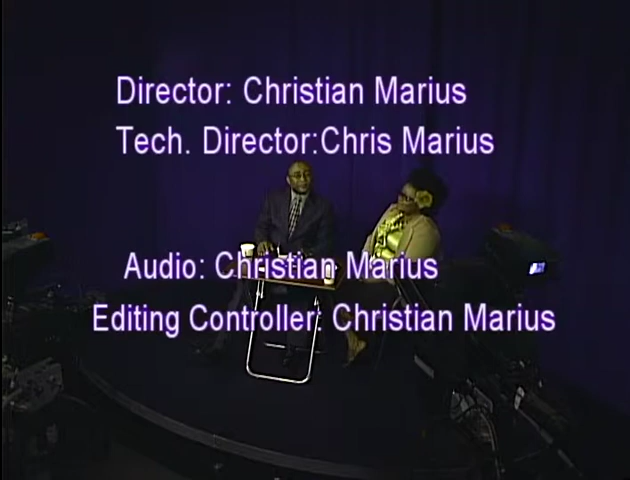 Director: Christian Marius
Tech. Director:Chris Marius
Audio: Christian Marius
Editing Controller: Christian Marius